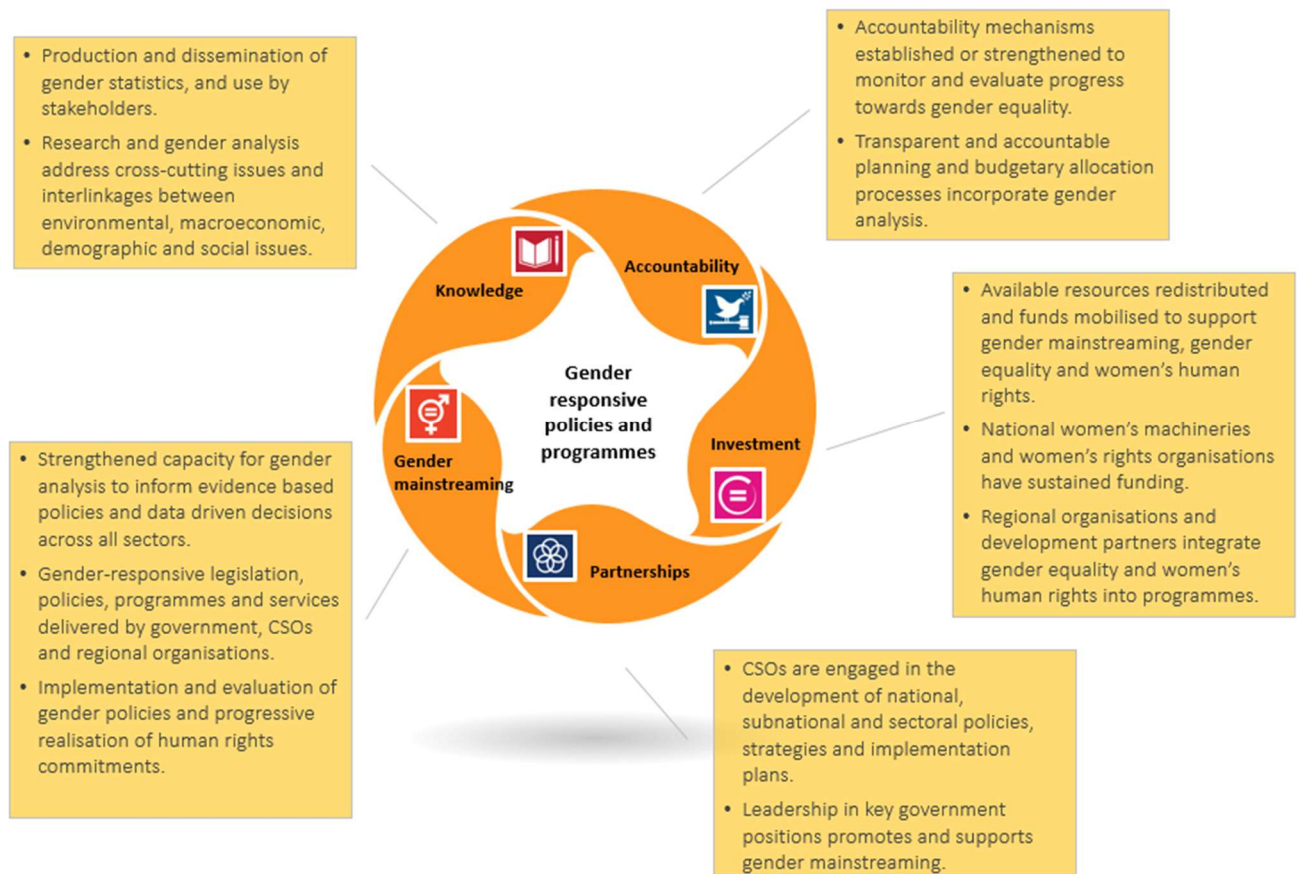 • Production and dissemination of
gender statistics, and use by
stakeholders.
• Research and gender analysis
address cross-cutting issues and
interlinkages between
environmental, macroeconomic,
demographic and social issues.
• Accountability mechanisms
established or strengthened to
monitor and evaluate progress
towards gender equality.
• Transparent and accountable
planning and budgetary allocation
processes incorporate gender
analysis.
Knowledge
Accountability
Gender
responsive
policies and
programmes
Gender
mainstreaming
Investment
Partnerships
• Available resources redistributed
and funds mobilised to support
gender mainstreaming, gender
equality and women’s human
rights.
• National women’s machineries
and women’s rights organisations
have sustained funding.
• Regional organisations and
development partners integrate
gender equality and women’s
human rights into programmes.
• Strengthened capacity for gender
analysis to inform evidence based
policies and data driven decisions
across all sectors.
• Gender-responsive legislation,
policies, programmes and services
delivered by government, CSOs
and regional organisations.
• Implementation and evaluation of
gender policies and progressive
realisation of human rights
commitments.
• CSOs are engaged in the
development of national,
subnational and sectoral policies,
strategies and implementation
plans.
• Leadership in key government
positions promotes and supports
gender mainstreaming.